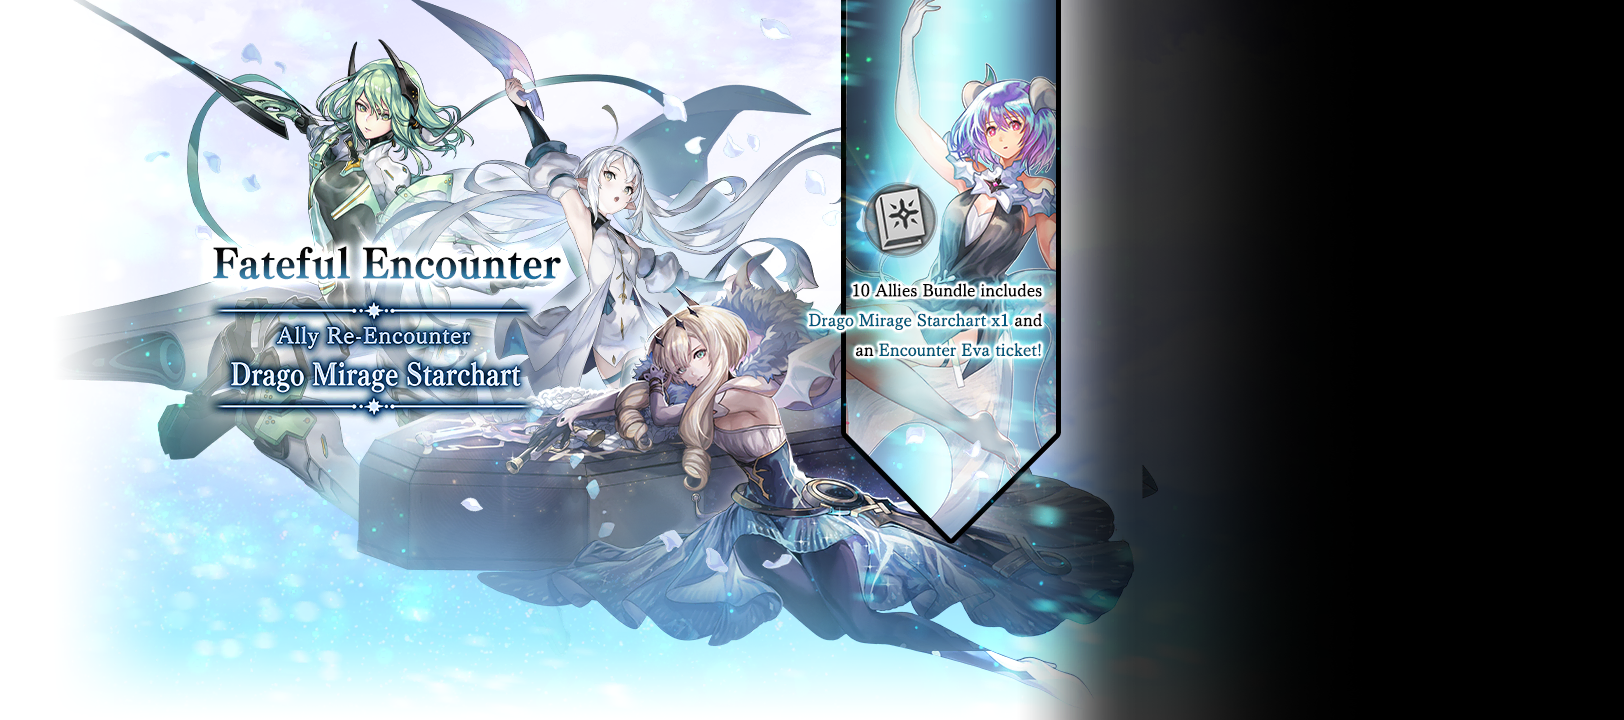 Fateful Encounter
Ally Re-Encounter
Drago Mirage Starchart
10 Allies Bundle includes
Drago Mirage Starchart x1 and
an Encounter Eva ticket!